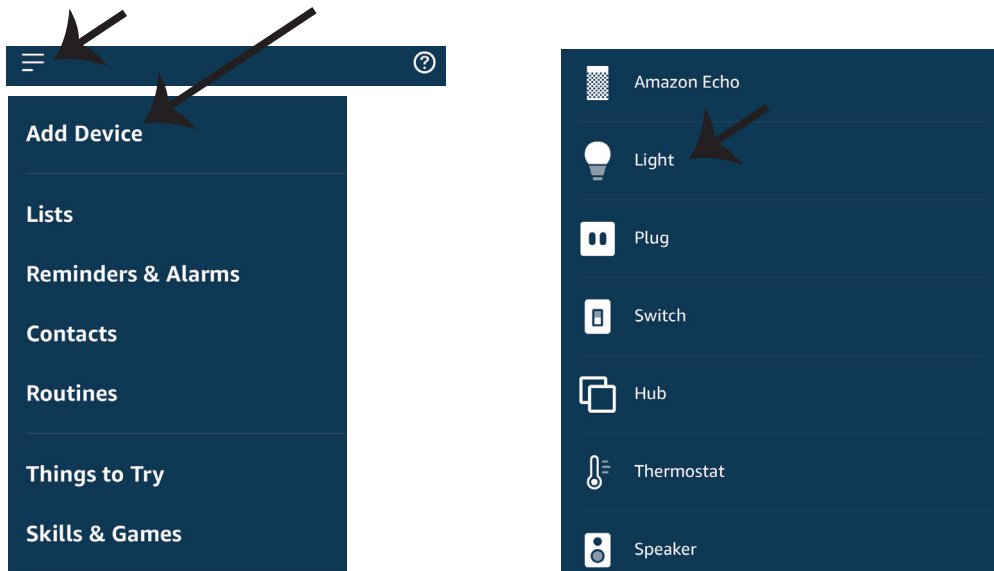 ?
Add Device
Lists
Reminders & Alarms
Contacts
Routines
Things to Try
Skills & Games
Amazon Echo
Light
Plug
Switch
Hub
Thermostat
Speaker